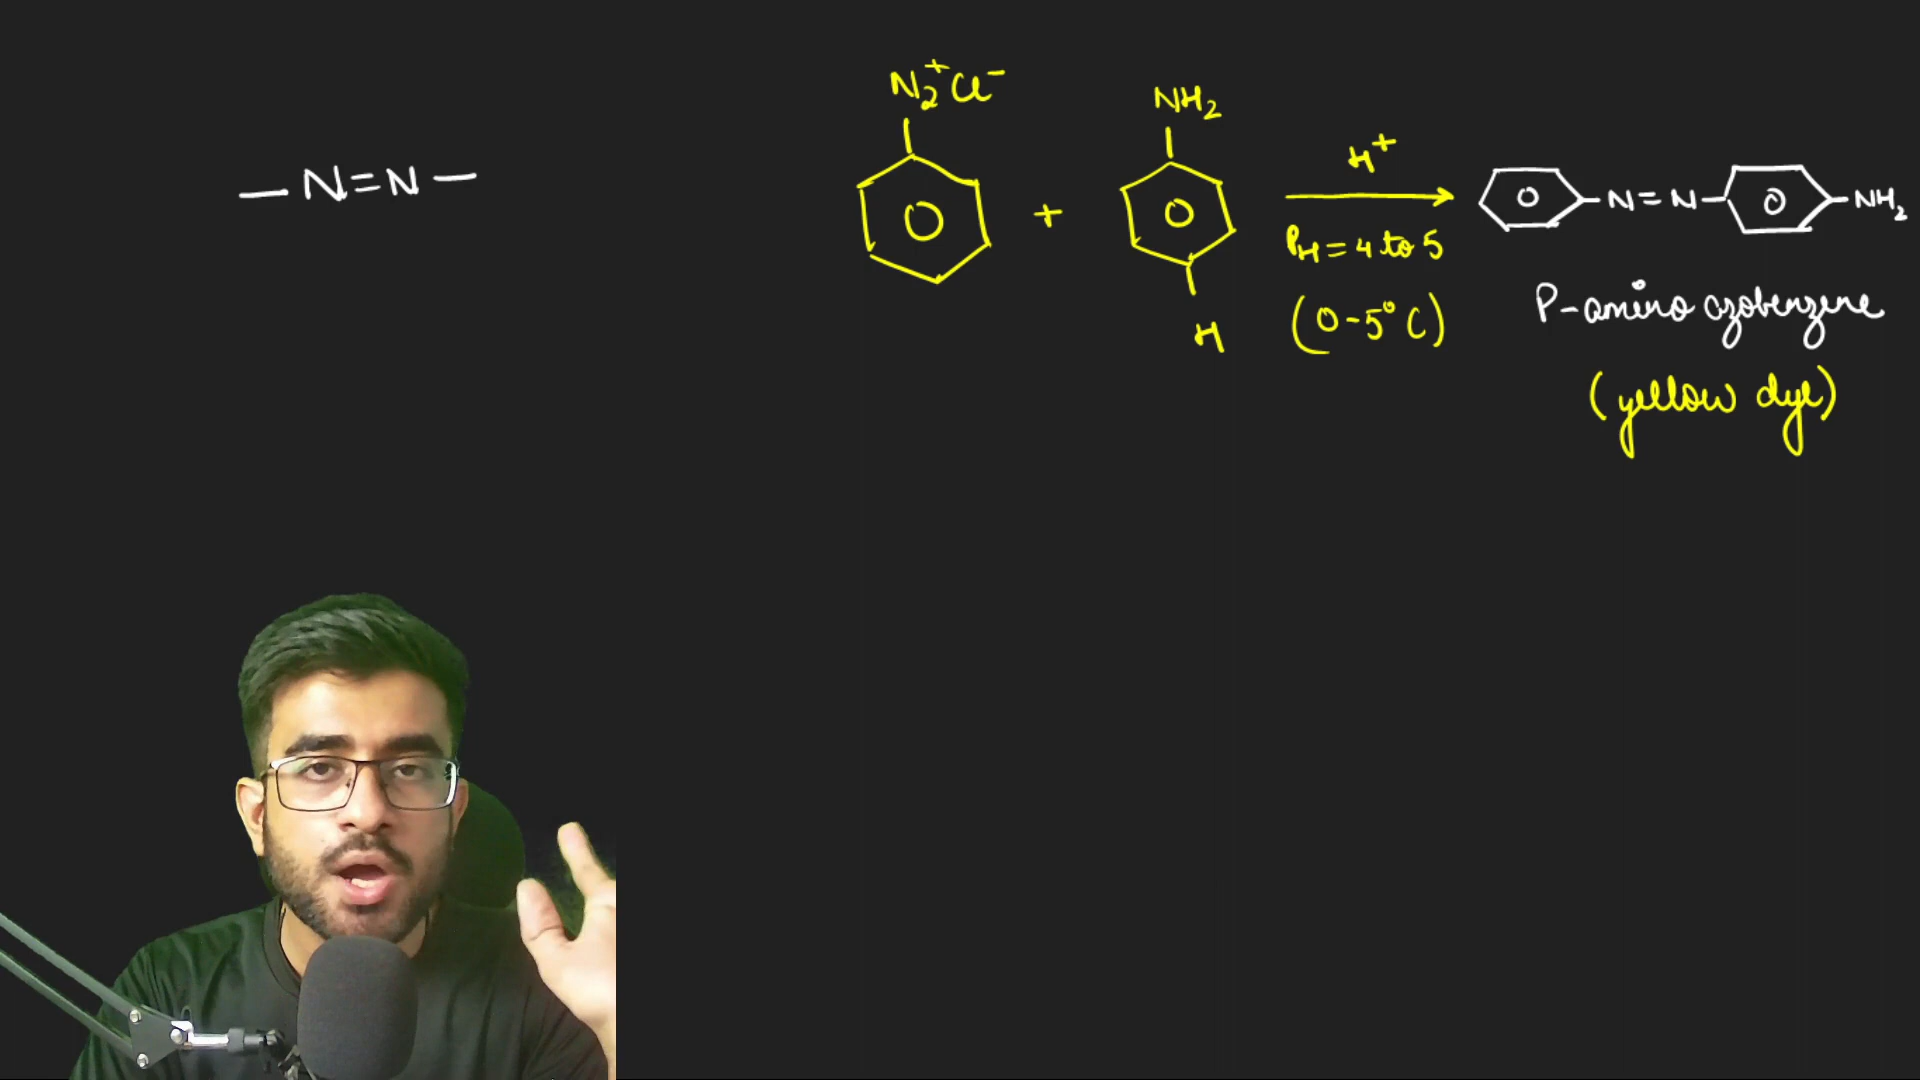 — N=N —
N₂⁺Cl⁻
+
NH₂
H
H⁺
PH = 4 to 5
(0-5° C)
N=N
NH₂
P-amino azobenzene
(yellow dye)